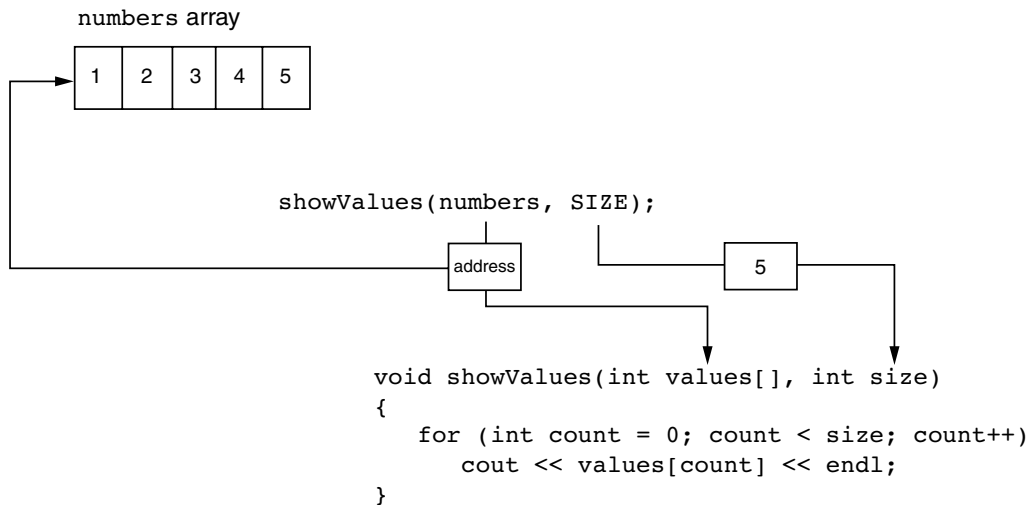 numbers array
1 2 3 4 5
showValues(numbers, SIZE);
address
5
void showValues(int values[], int size)
{
for (int count = 0; count < size; count++)
cout << values[count] << endl;
}